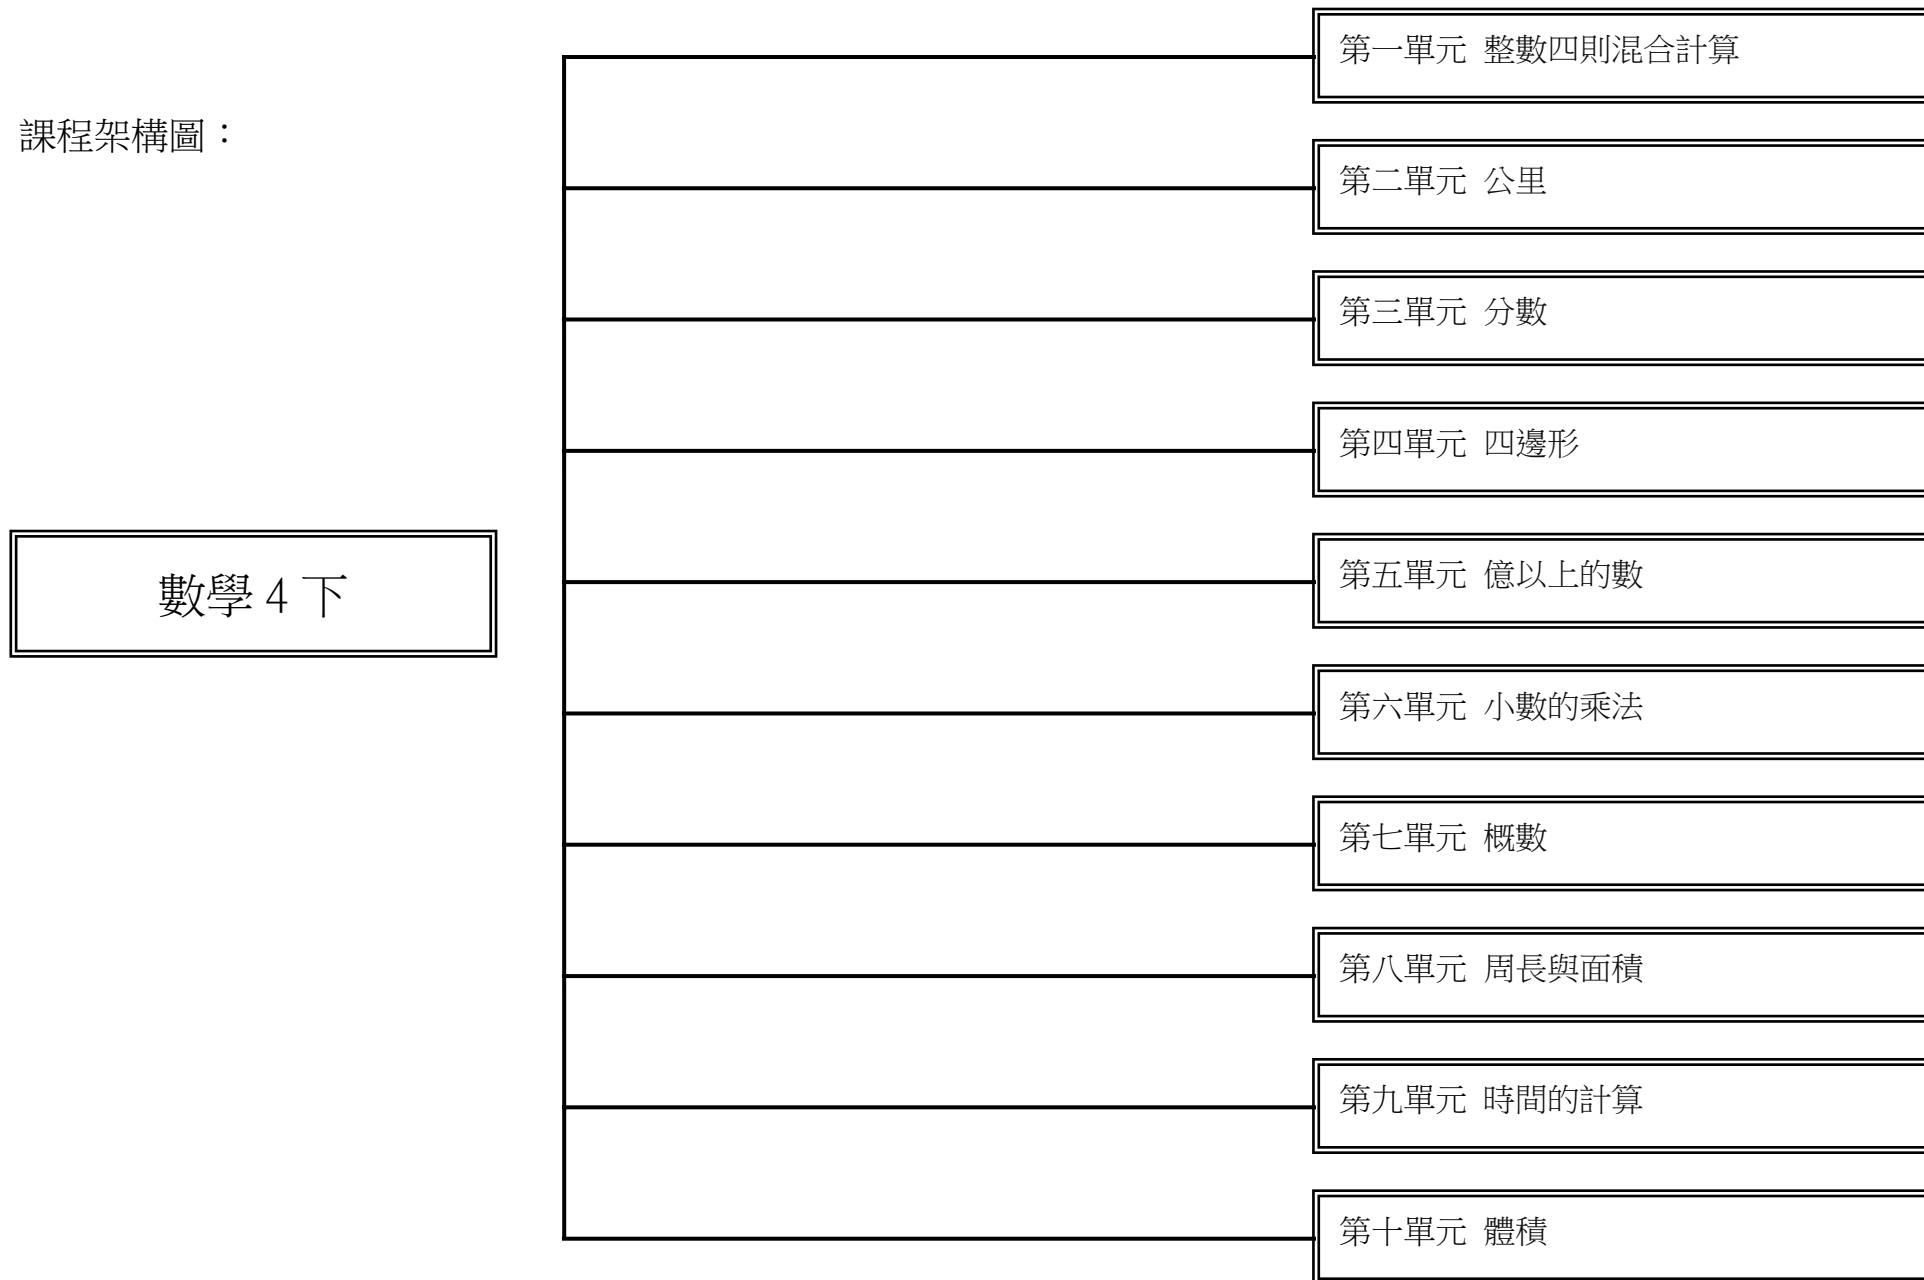 課程架構圖：
數學 4 下
第一單元 整數四則混合計算
第二單元 公里
第三單元 分數
第四單元 四邊形
第五單元 億以上的數
第六單元 小數的乘法
第七單元 概數
第八單元 周長與面積
第九單元 時間的計算
第十單元 體積